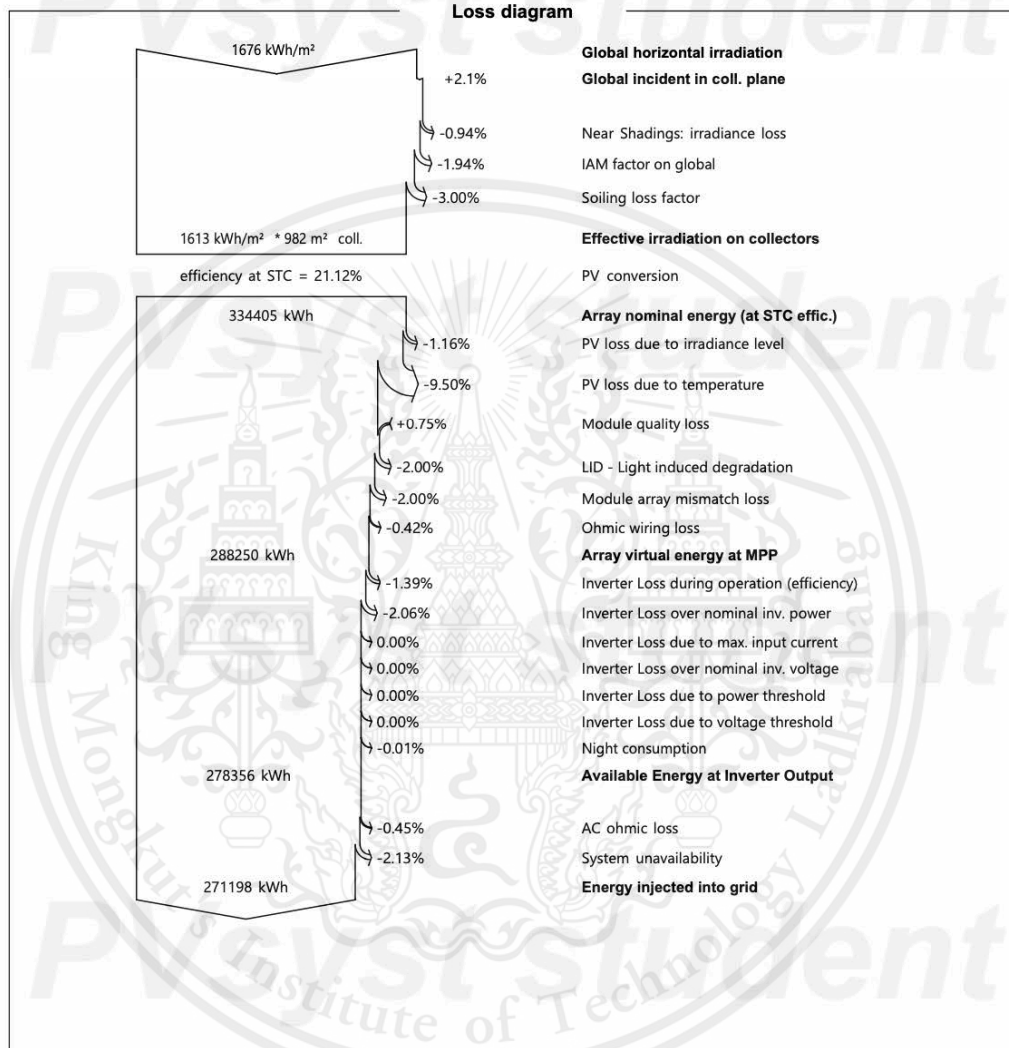 Loss diagram
1676 kWh/m² Global horizontal irradiation
+2.1% Global incident in coll. plane
-0.94% Near Shadings: irradiance loss
-1.94% IAM factor on global
-3.00% Soiling loss factor
1613 kWh/m² * 982 m² coll. Effective irradiation on collectors
efficiency at STC = 21.12% PV conversion
334405 kWh Array nominal energy (at STC effic.)
-1.16% PV loss due to irradiance level
-9.50% PV loss due to temperature
+0.75% Module quality loss
-2.00% LID - Light induced degradation
-2.00% Module array mismatch loss
-0.42% Ohmic wiring loss
288250 kWh Array virtual energy at MPP
-1.39% Inverter Loss during operation (efficiency)
-2.06% Inverter Loss over nominal inv. power
0.00% Inverter Loss due to max. input current
0.00% Inverter Loss over nominal inv. voltage
0.00% Inverter Loss due to power threshold
0.00% Inverter Loss due to voltage threshold
-0.01% Night consumption
278356 kWh Available Energy at Inverter Output
-0.45% AC ohmic loss
-2.13% System unavailability
271198 kWh Energy injected into grid
PVsyst student
PVsyst student
PVsyst student
PVsyst student
King Mongkut's Institute of Technology Ladkrabang